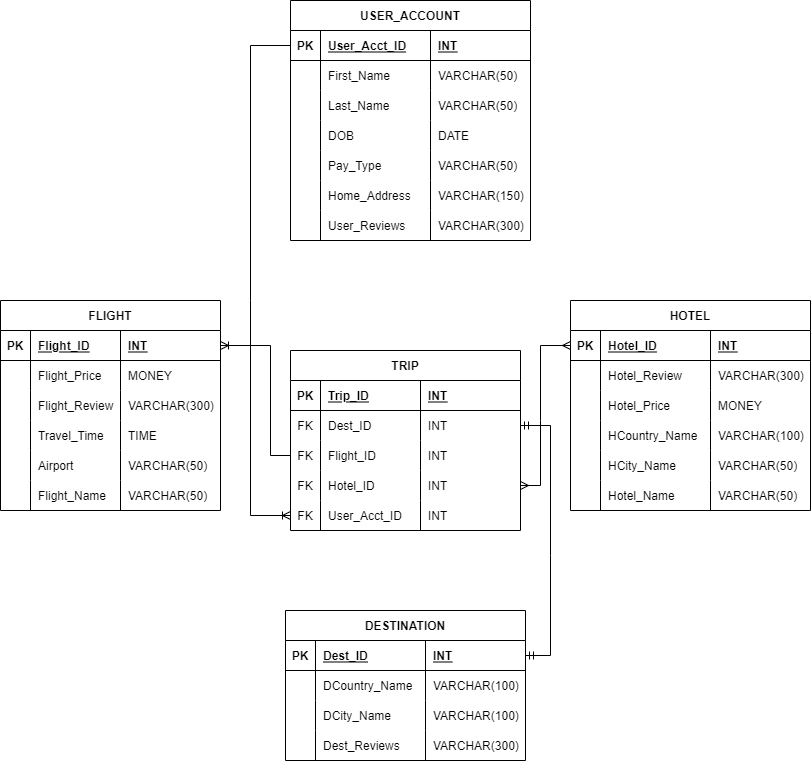 USER_ACCOUNT
PK User_Acct_ID INT
First_Name VARCHAR(50)
Last_Name VARCHAR(50)
DOB DATE
Pay_Type VARCHAR(50)
Home_Address VARCHAR(150)
User_Reviews VARCHAR(300)
FLIGHT
PK Flight_ID INT
Flight_Price MONEY
Flight_Review VARCHAR(300)
Travel_Time TIME
Airport VARCHAR(50)
Flight_Name VARCHAR(50)
TRIP
PK Trip_ID INT
FK Dest_ID INT
FK Flight_ID INT
FK Hotel_ID INT
FK User_Acct_ID INT
HOTEL
PK Hotel_ID INT
Hotel_Review VARCHAR(300)
Hotel_Price MONEY
HCountry_Name VARCHAR(100)
HCity_Name VARCHAR(50)
Hotel_Name VARCHAR(50)
DESTINATION
PK Dest_ID INT
DCountry_Name VARCHAR(100)
DCity_Name VARCHAR(100)
Dest_Reviews VARCHAR(300)